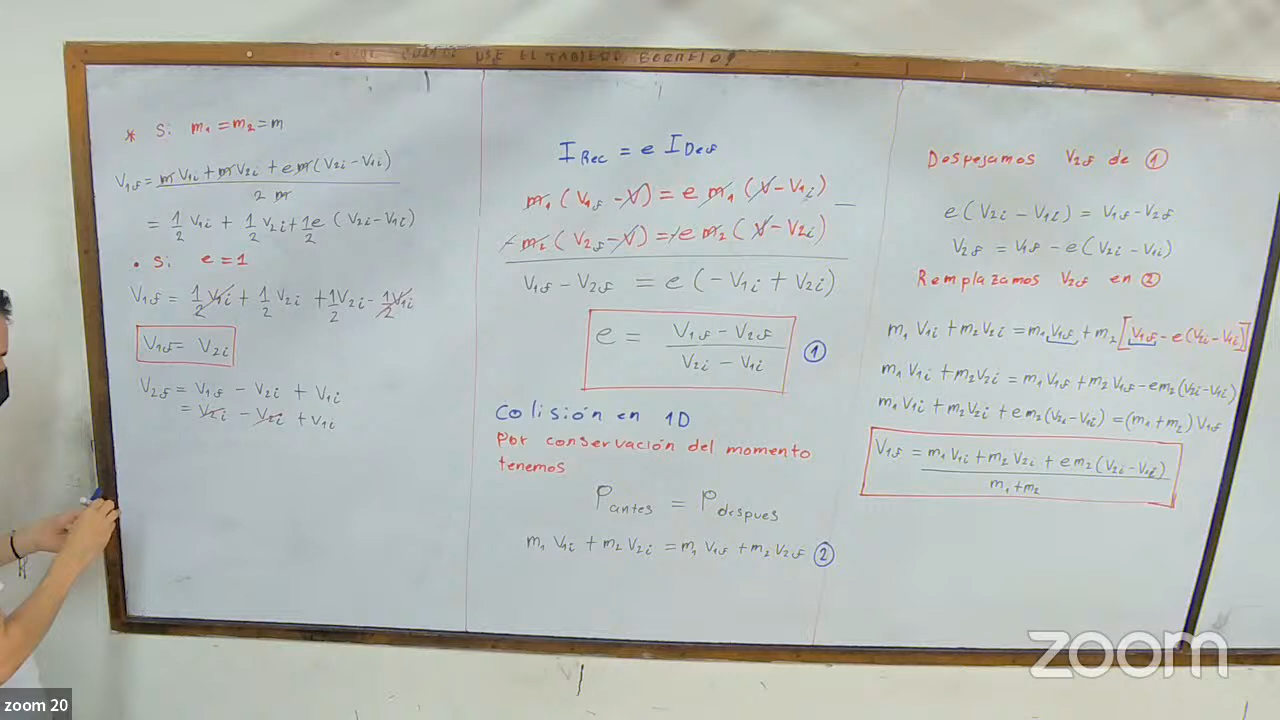 USE EL TABLERO
* Si: m₁ = m₂ = m
V₁f = (m V₁i + m V₂i + e m (V₂i - V₁i)) / 2 m
= 1/2 V₁i + 1/2 V₂i + 1/2 e (V₂i - V₁i)
• Si: e = 1
V₁f = 1/2 V₁i + 1/2 V₂i + 1/2 V₂i - 1/2 V₁i
V₁f = V₂i
V₂f = V₁f - V₂i + V₁i
= V₂i - V₂i + V₁i
I Rec = e I Def
m₁ (V₁f - V) = e m₁ (V - V₁i)
- m₂ (V₂f - V) = - e m₂ (V - V₂i)
V₁f - V₂f = e (-V₁i + V₂i)
e = (V₁f - V₂f) / (V₂i - V₁i) ①
Colisión en 1D
Por conservación del momento
tenemos
P antes = P despues
m₁ V₁i + m₂ V₂i = m₁ V₁f + m₂ V₂f ②
Despejamos V₂f de ①
e (V₂i - V₁i) = V₁f - V₂f
V₂f = V₁f - e (V₂i - V₁i)
Remplazamos V₂f en ②
m₁ V₁i + m₂ V₂i = m₁ V₁f + m₂ [V₁f - e (V₂i - V₁i)]
m₁ V₁i + m₂ V₂i = m₁ V₁f + m₂ V₁f - e m₂ (V₂i - V₁i)
m₁ V₁i + m₂ V₂i + e m₂ (V₂i - V₁i) = (m₁ + m₂) V₁f
V₁f = (m₁ V₁i + m₂ V₂i + e m₂ (V₂i - V₁i)) / m₁ + m₂
zoom
zoom 20